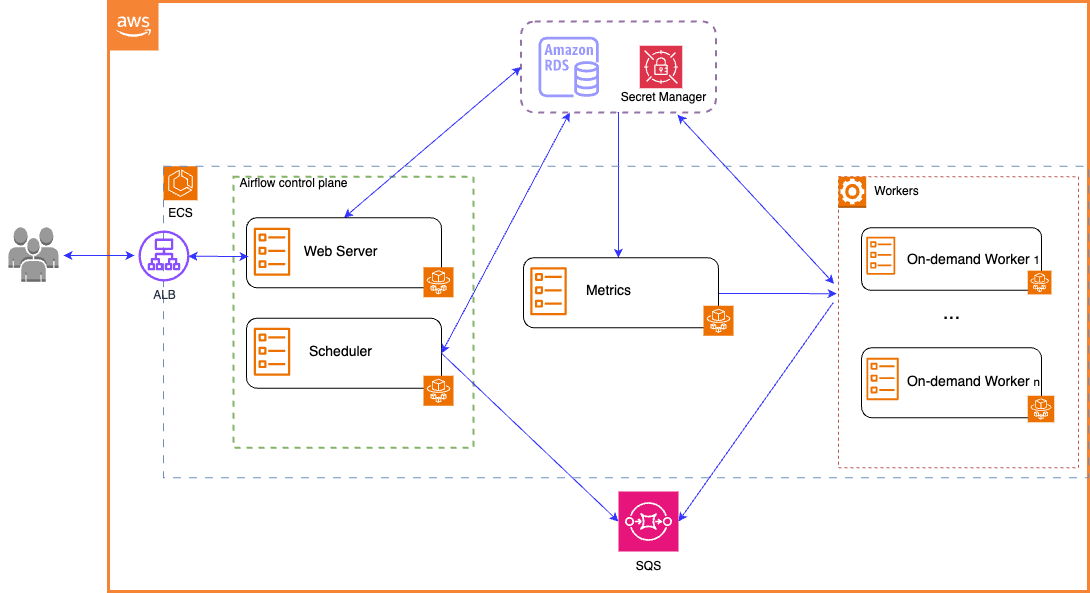 aws
Amazon
RDS
Secret Manager
Airflow control plane
Workers
ECS
Web Server
On-demand Worker 1
ALB
Metrics
...
Scheduler
On-demand Worker n
SQS